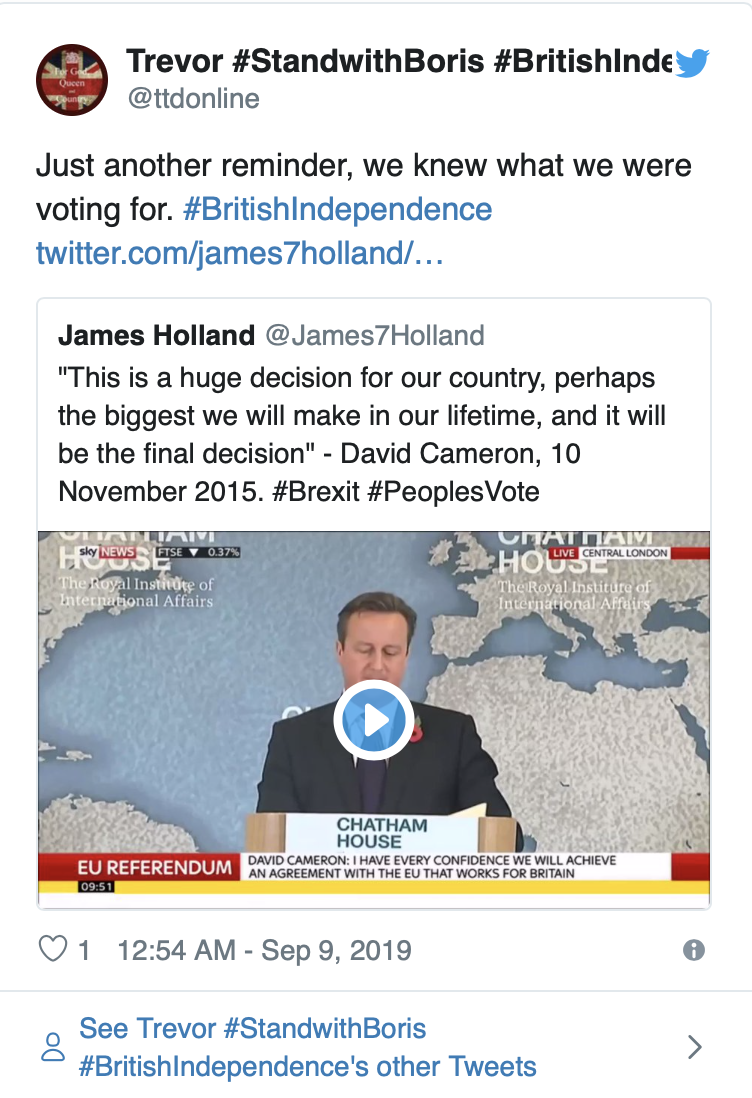 For God
Queen
and
Country
Trevor #StandwithBoris #BritishInde
@ttdonline
Just another reminder, we knew what we were
voting for. #BritishIndependence
twitter.com/james7holland/…
James Holland @James7Holland
"This is a huge decision for our country, perhaps
the biggest we will make in our lifetime, and it will
be the final decision" - David Cameron, 10
November 2015. #Brexit #PeoplesVote
CHATHAM
HOUSE
sky NEWS FTSE ▼ 0.37%
The Royal Institute of
International Affairs
CHATHAM
HOUSE
LIVE CENTRAL LONDON
The Royal Institute of
International Affairs
CHATHAM
HOUSE
EU REFERENDUM
DAVID CAMERON: I HAVE EVERY CONFIDENCE WE WILL ACHIEVE
AN AGREEMENT WITH THE EU THAT WORKS FOR BRITAIN
09:51
1 12:54 AM - Sep 9, 2019
See Trevor #StandwithBoris
#BritishIndependence's other Tweets